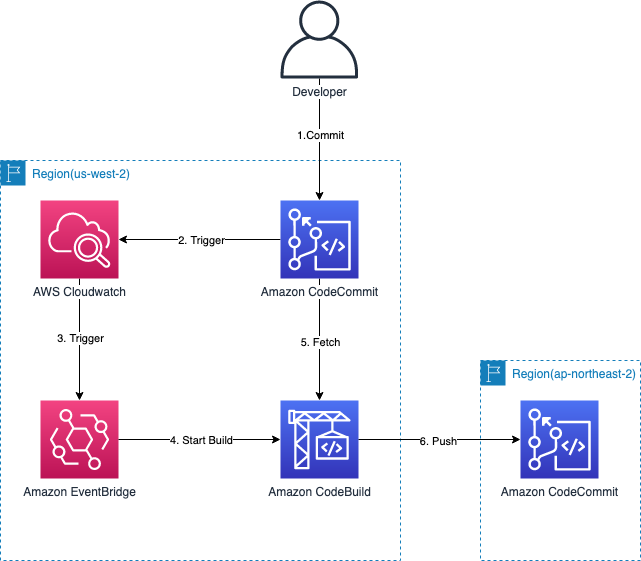 Developer
1.Commit
Region(us-west-2)
2. Trigger
AWS Cloudwatch
Amazon CodeCommit
3. Trigger
5. Fetch
Region(ap-northeast-2)
4. Start Build
6. Push
Amazon EventBridge
Amazon CodeBuild
Amazon CodeCommit